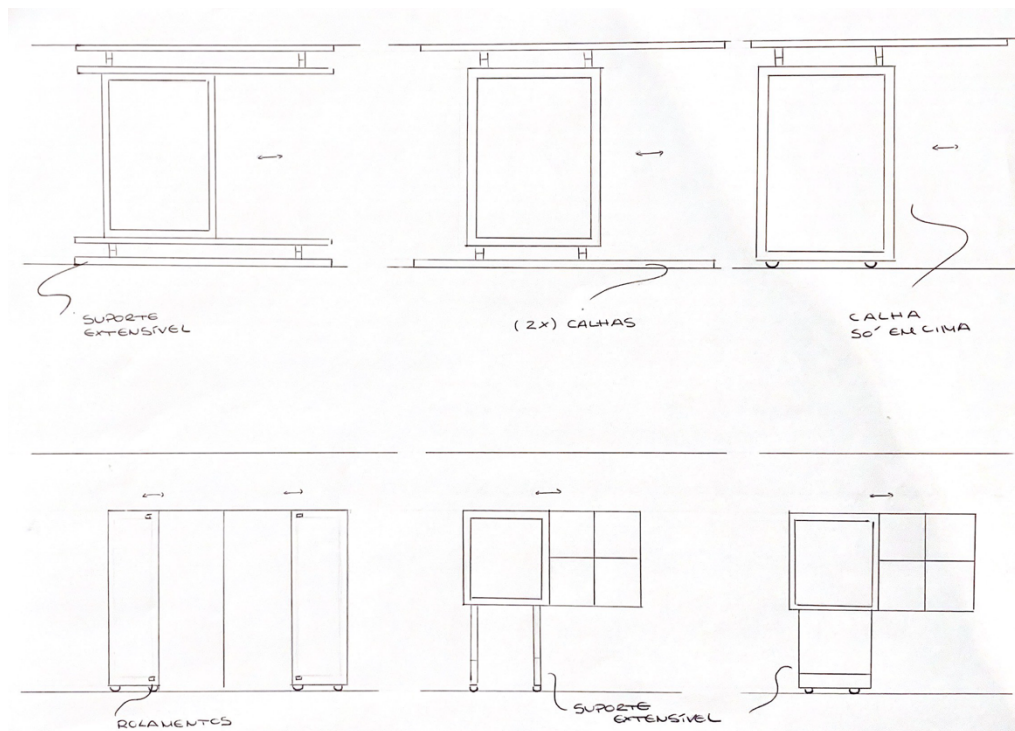 SUPORTE
EXTENSÍVEL
(2x) CALHAS
CALHA
SÓ EM CIMA
ROLAMENTOS
SUPORTE
EXTENSÍVEL